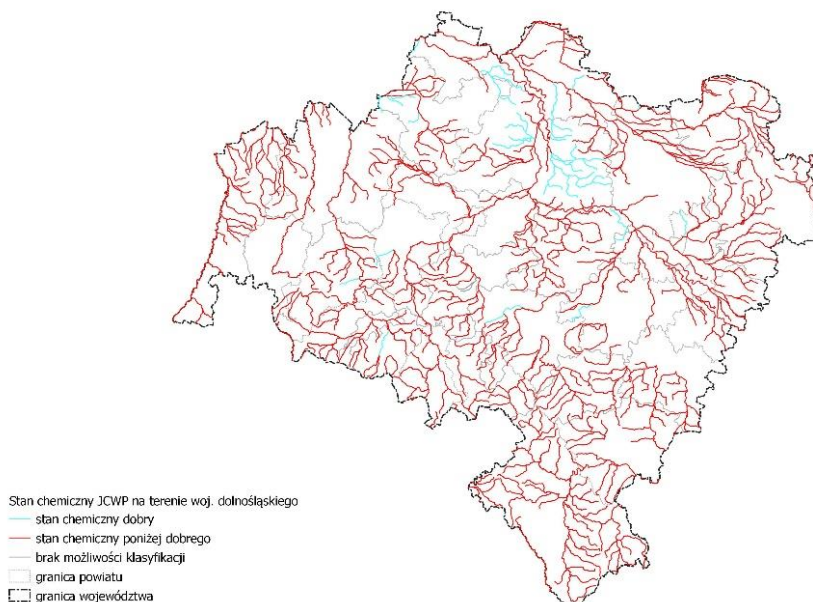 Stan chemiczny JCWP na terenie woj. dolnośląskiego
stan chemiczny dobry
stan chemiczny poniżej dobrego
brak możliwości klasyfikacji
granica powiatu
granica województwa